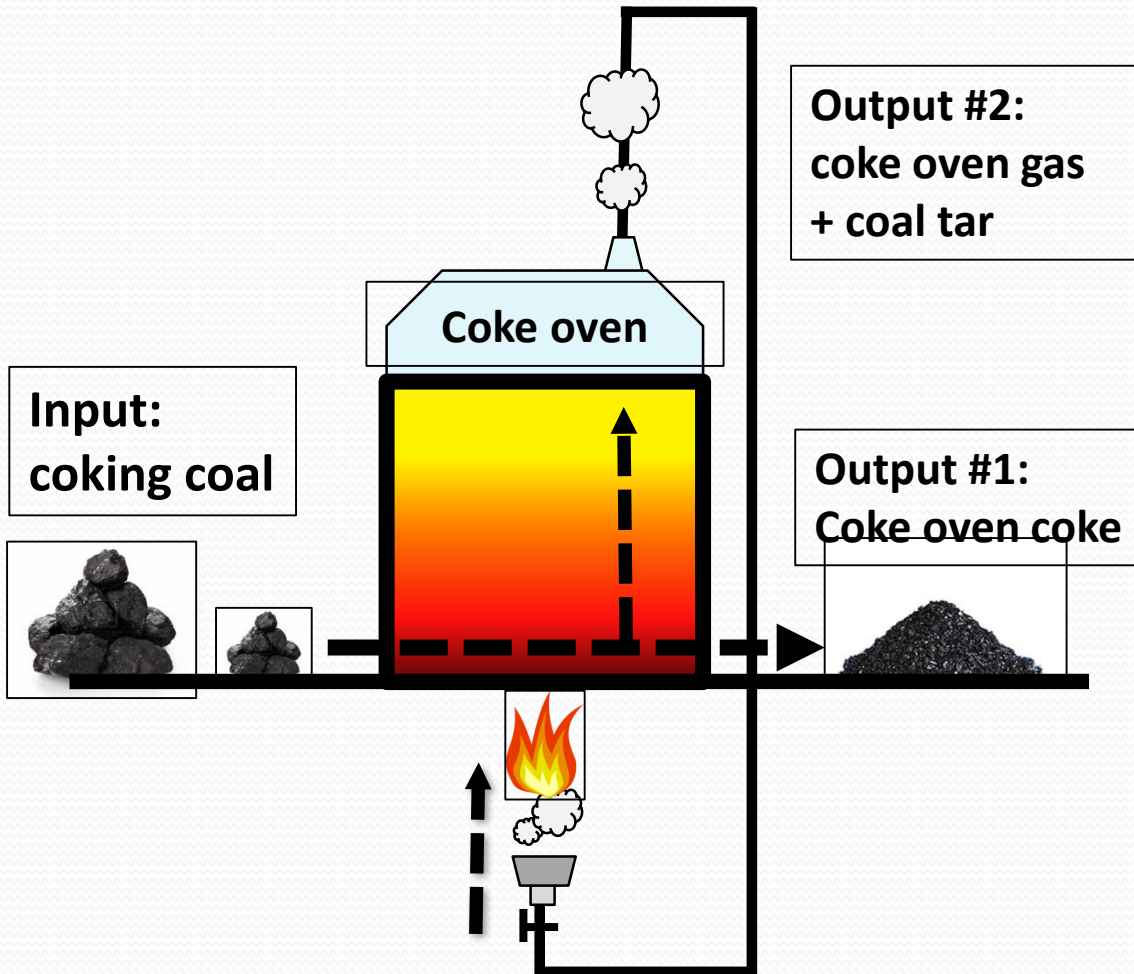 Output #2:
coke oven gas
+ coal tar
Coke oven
Input:
coking coal
Output #1:
Coke oven coke